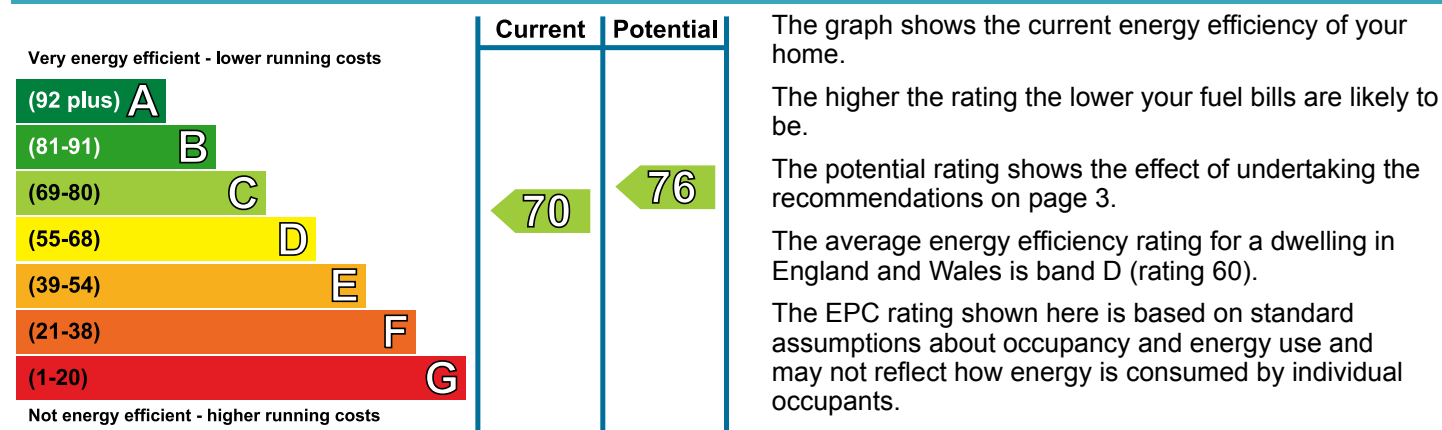 Current Potential
Very energy efficient - lower running costs
(92 plus) A
(81-91) B
(69-80) C
(55-68) D
(39-54) E
(21-38) F
(1-20) G
Not energy efficient - higher running costs
70
76
The graph shows the current energy efficiency of your
home.
The higher the rating the lower your fuel bills are likely to
be.
The potential rating shows the effect of undertaking the
recommendations on page 3.
The average energy efficiency rating for a dwelling in
England and Wales is band D (rating 60).
The EPC rating shown here is based on standard
assumptions about occupancy and energy use and
may not reflect how energy is consumed by individual
occupants.